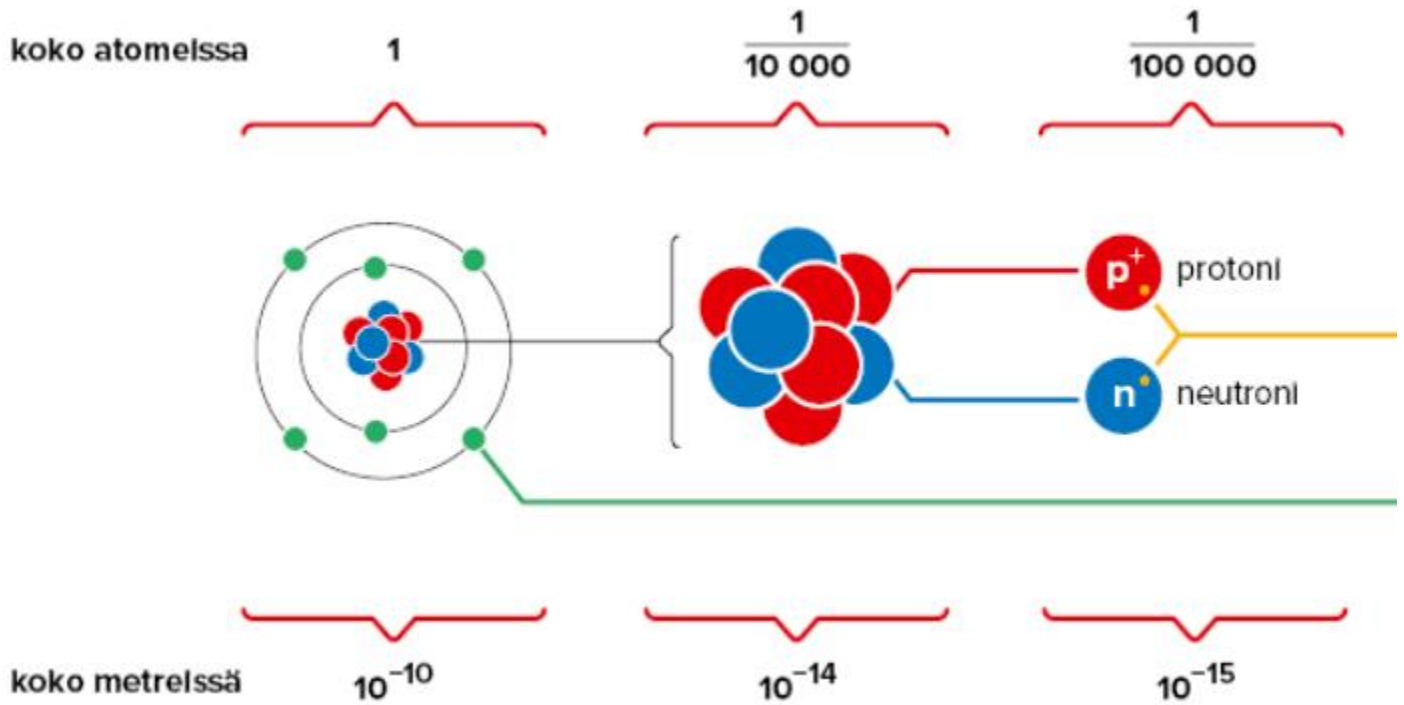 koko atomeissa 1 1/10 000 1/100 000
p⁺ protoni
n neutroni
koko metreissä 10⁻¹⁰ 10⁻¹⁴ 10⁻¹⁵